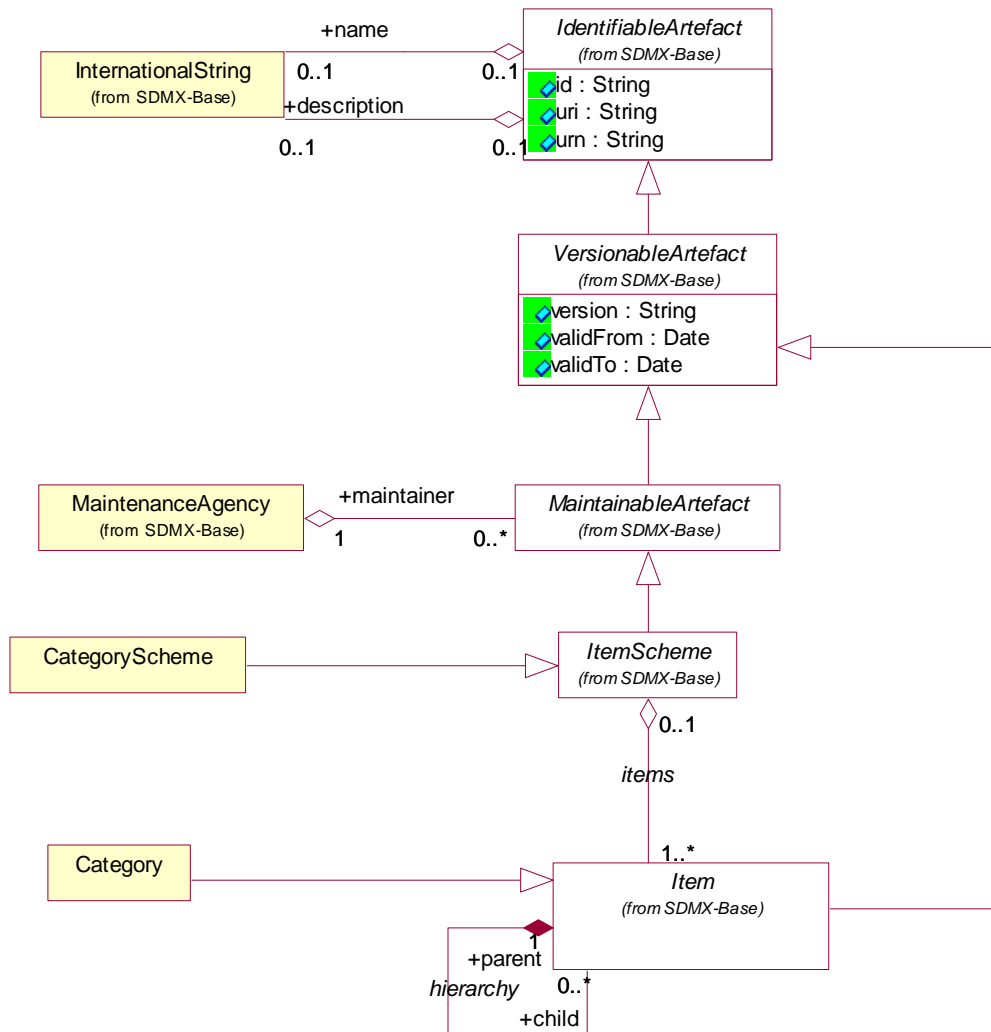 +name
IdentifiableArtefact
(from SDMX-Base)
InternationalString
(from SDMX-Base)
0..1
0..1
id : String
+description
uri : String
0..1
0..1
urn : String
VersionableArtefact
(from SDMX-Base)
version : String
validFrom : Date
validTo : Date
MaintenanceAgency
(from SDMX-Base)
+maintainer
1
0..*
MaintainableArtefact
(from SDMX-Base)
CategoryScheme
ItemScheme
(from SDMX-Base)
0..1
items
1..*
Category
Item
(from SDMX-Base)
1
+parent
hierarchy
0..*
+child